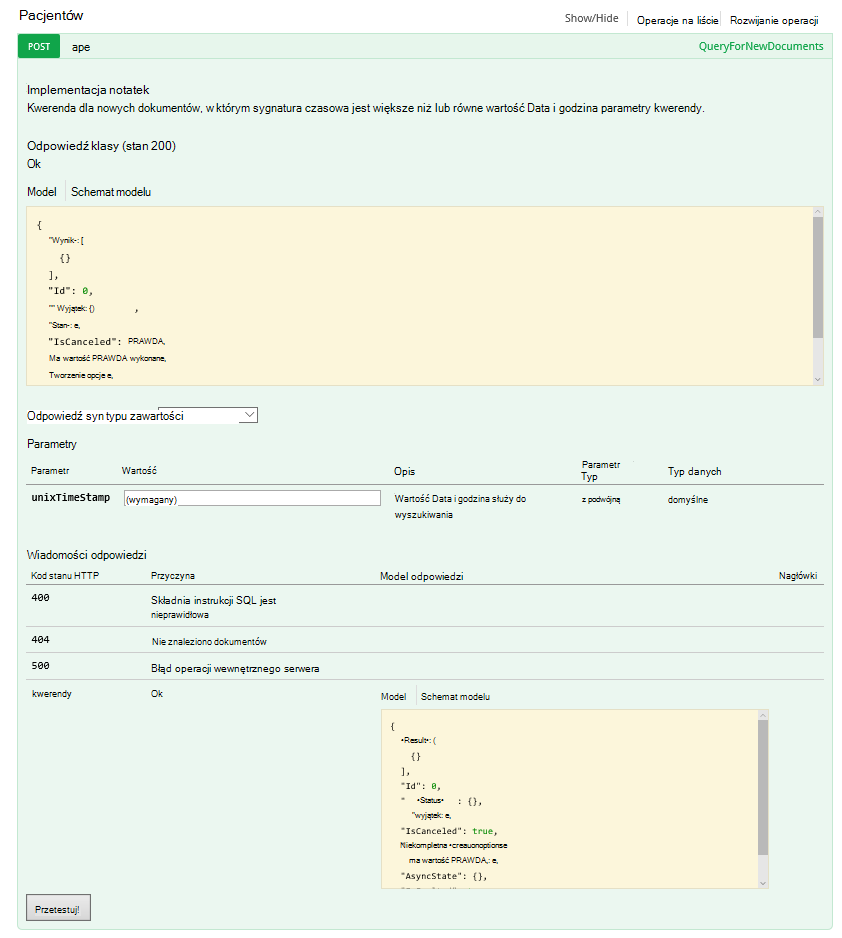 Pacjentów
Show/Hide Operacje na liście Rozwijanie operacji
POST ape QueryForNewDocuments
Implementacja notatek
Kwerenda dla nowych dokumentów, w którym sygnatura czasowa jest większe niż lub równe wartość Data i godzina parametry kwerendy.
Odpowiedź klasy (stan 200)
Ok
Model Schemat modelu
{
"Wynik-: [
{}
],
"Id": 0,
"" Wyjątek: {} ,
"Stan-: e,
"IsCanceled": PRAWDA,
Ma wartość PRAWDA wykonane,
Tworzenie opcje e,
Odpowiedź syn typu zawartości
Parametry
Parametr Wartość Opis Parametr Typ Typ danych
unixTimeStamp (wymagany) Wartość Data i godzina służy do z podwójną domyślne
wyszukiwania
Wiadomości odpowiedzi
Kod stanu HTTP Przyczyna Model odpowiedzi Nagłówki
400 Składnia instrukcji SQL jest
nieprawidłowa
404 Nie znaleziono dokumentów
500 Błąd operacji wewnętrznego serwera
kwerendy Ok Model Schemat modelu
{
•Result•: (
{}
],
"Id": 0,
" •Status• : {},
"wyjątek: e,
"IsCanceled": true,
Niekompletna •creauonoptionse
ma wartość PRAWDA,: e,
"AsyncState": {},
Przetestuj!